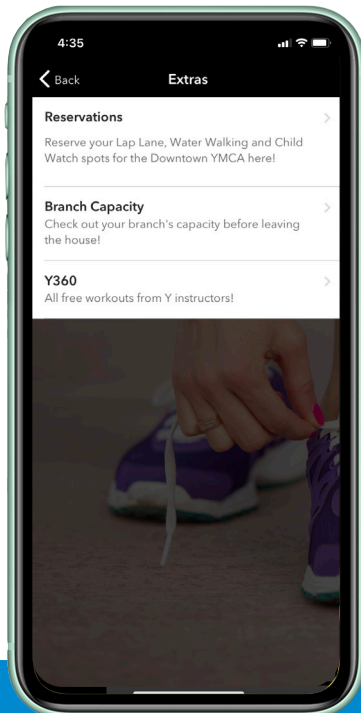 4:35
Back
Extras
Reservations
Reserve your Lap Lane, Water Walking and Child
Watch spots for the Downtown YMCA here!
Branch Capacity
Check out your branch's capacity before leaving
the house!
Y360
All free workouts from Y instructors!